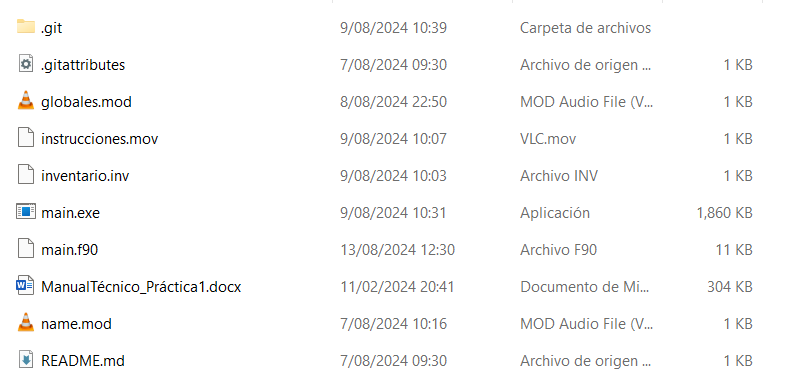 .git 9/08/2024 10:39 Carpeta de archivos
.gitattributes 7/08/2024 09:30 Archivo de origen ... 1 KB
globales.mod 8/08/2024 22:50 MOD Audio File (V... 1 KB
instrucciones.mov 9/08/2024 10:07 VLC.mov 1 KB
inventario.inv 9/08/2024 10:03 Archivo INV 1 KB
main.exe 9/08/2024 10:31 Aplicación 1,860 KB
main.f90 13/08/2024 12:30 Archivo F90 11 KB
ManualTécnico_Práctica1.docx 11/02/2024 20:41 Documento de Mi... 304 KB
name.mod 7/08/2024 10:16 MOD Audio File (V... 1 KB
README.md 7/08/2024 09:30 Archivo de origen ... 1 KB